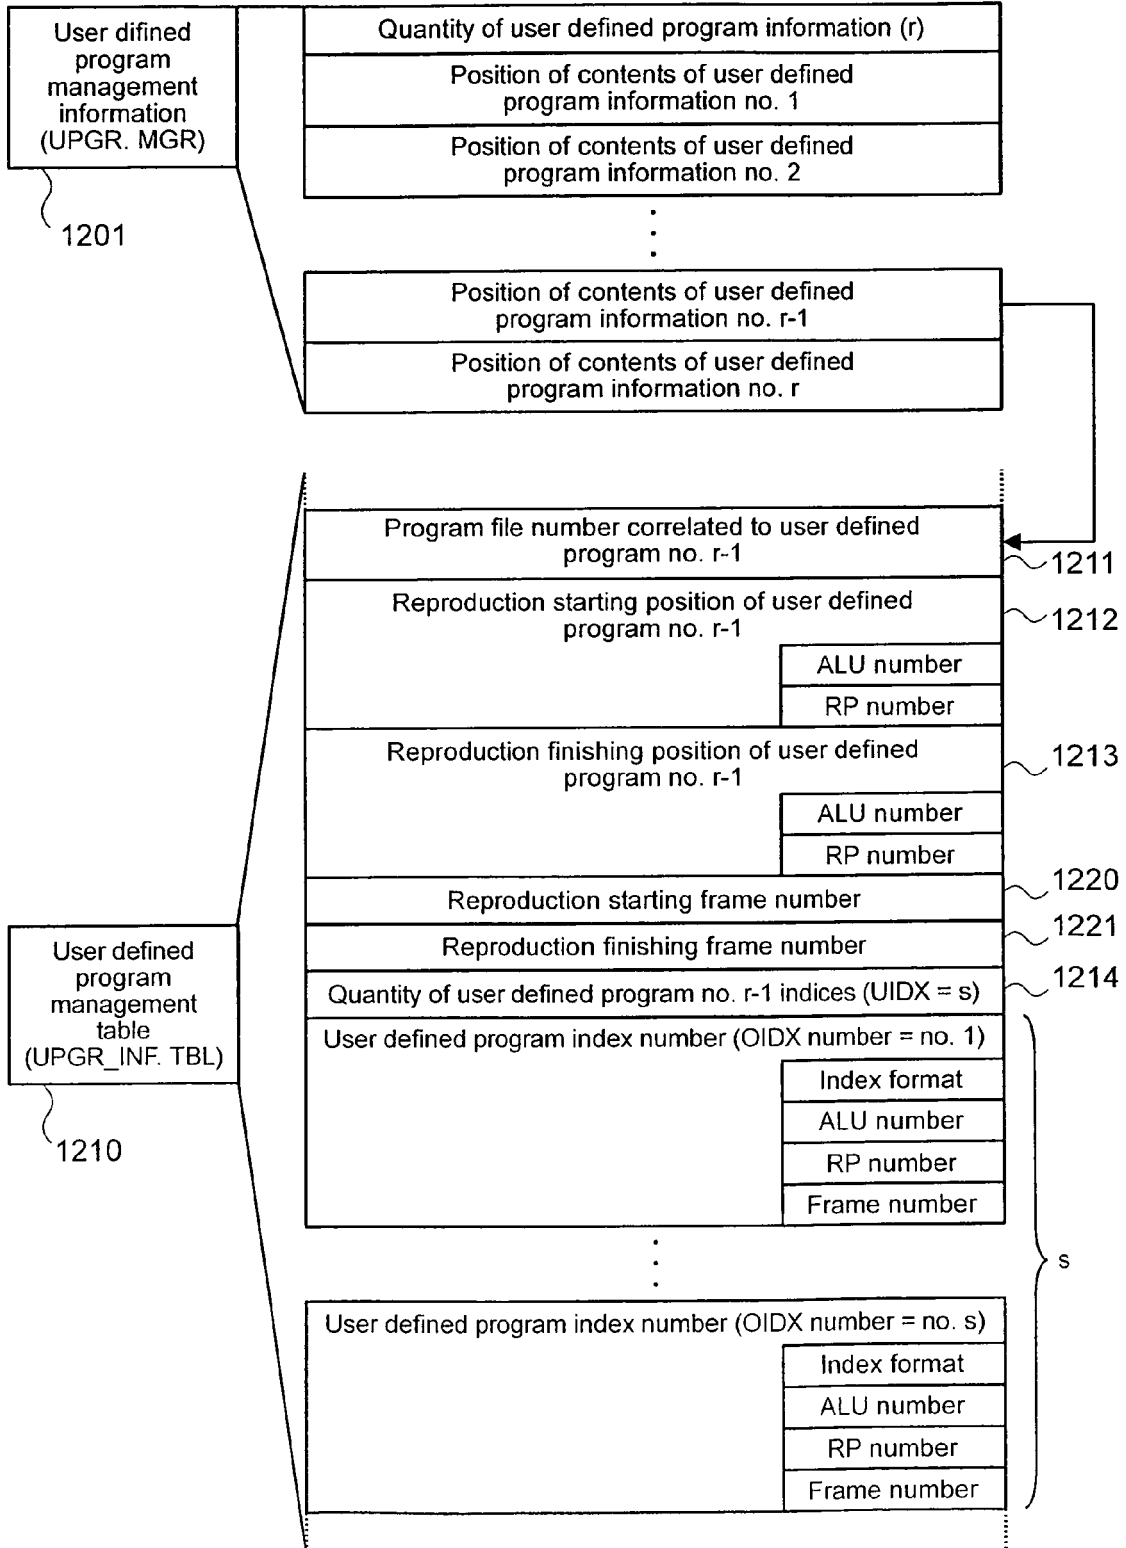 User difined
program
management
information
(UPGR. MGR)
1201
Quantity of user defined program information (r)
Position of contents of user defined
program information no. 1
Position of contents of user defined
program information no. 2
Position of contents of user defined
program information no. r-1
Position of contents of user defined
program information no. r
Program file number correlated to user defined
program no. r-1
1211
Reproduction starting position of user defined
program no. r-1
1212
ALU number
RP number
Reproduction finishing position of user defined
program no. r-1
1213
ALU number
RP number
Reproduction starting frame number
1220
Reproduction finishing frame number
1221
Quantity of user defined program no. r-1 indices (UIDX = s)
1214
User defined
program
management
table
(UPGR_INF. TBL)
1210
User defined program index number (OIDX number = no. 1)
Index format
ALU number
RP number
Frame number
s
User defined program index number (OIDX number = no. s)
Index format
ALU number
RP number
Frame number